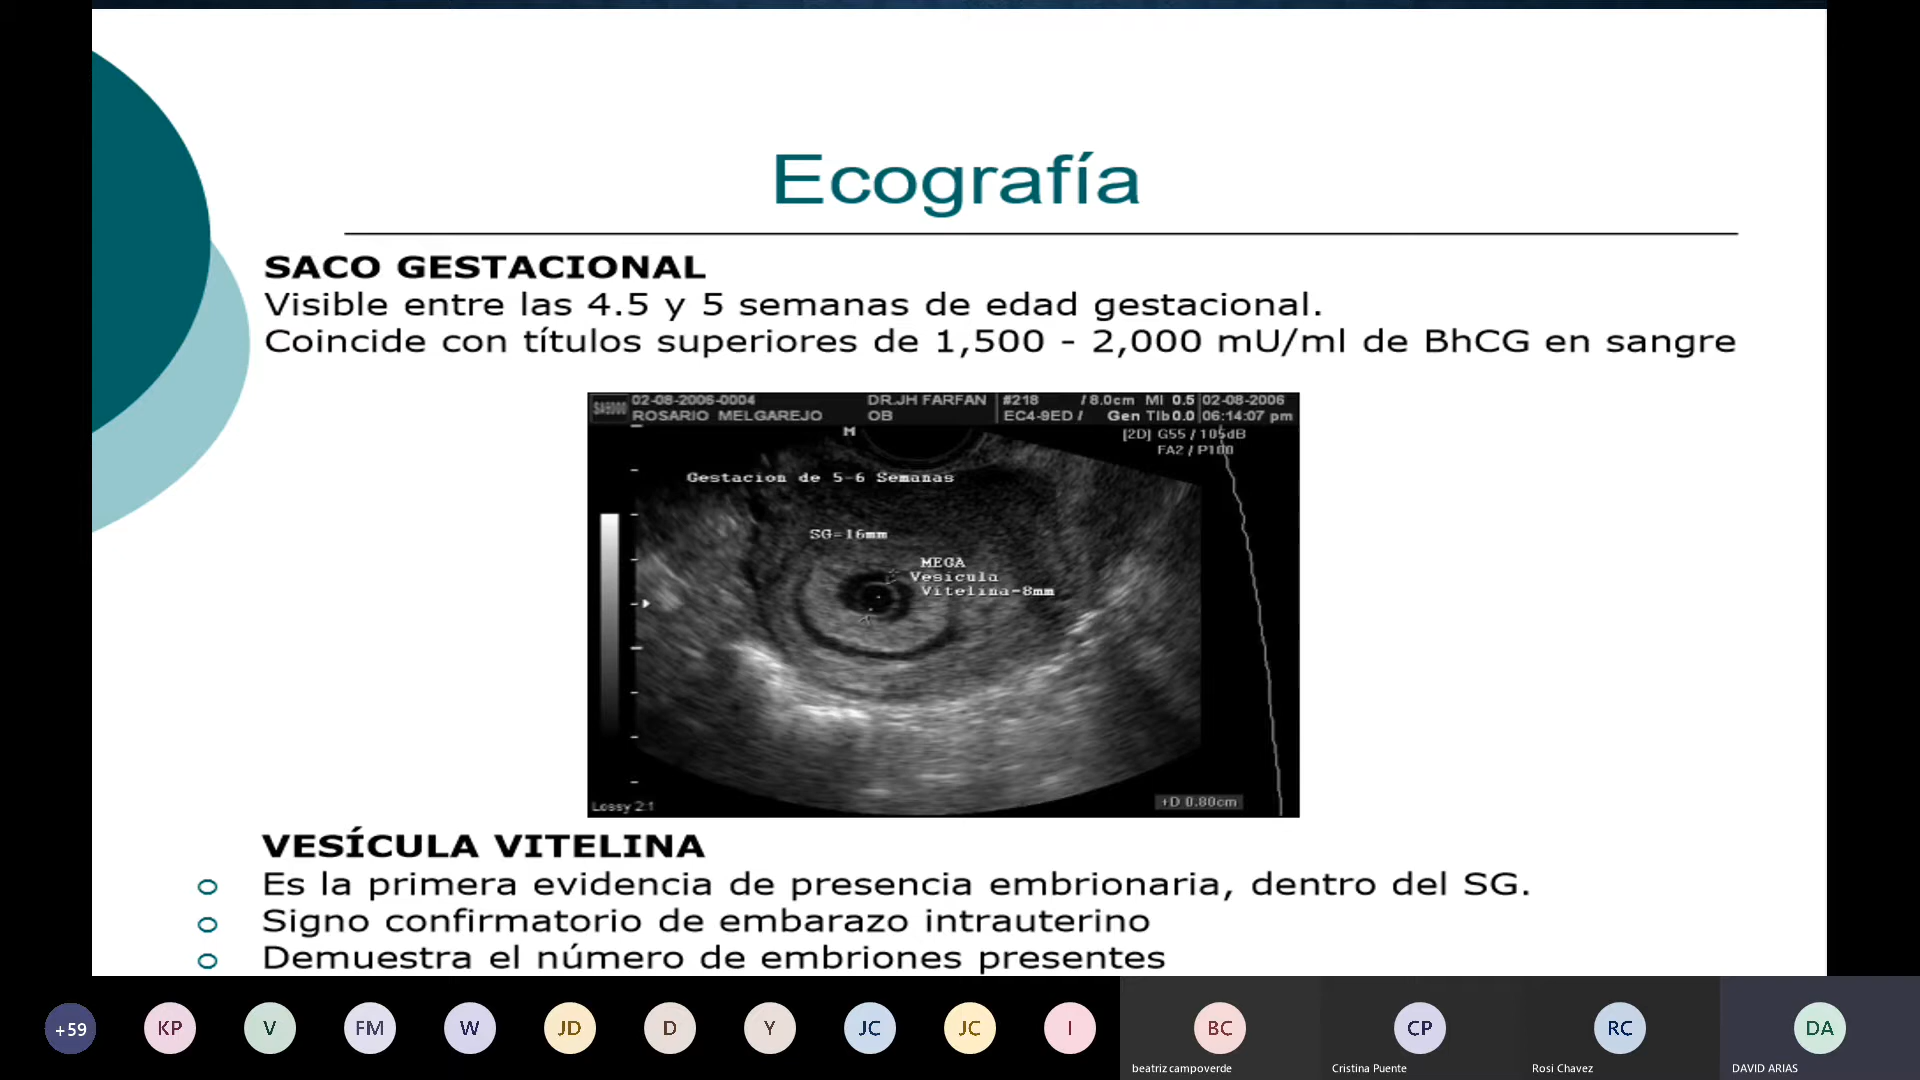 Ecografía
SACO GESTACIONAL
Visible entre las 4.5 y 5 semanas de edad gestacional.
Coincide con títulos superiores de 1,500 - 2,000 mU/ml de BhCG en sangre
SA8000 02-08-2006-0004 DR.JH FARFAN #218 / 8.0cm MI 0.5 02-08-2006
ROSARIO MELGAREJO OB EC4-9ED / Gen TIb0.0 06:14:07 pm
M
[2D] G55 / 105dB
FA2 / P100
Gestacion de 5-6 Semanas
SG=16mm
MEGA
Vesicula
Vitelina-8mm
Lossy 2:1
+D 0.80cm
VESÍCULA VITELINA
Es la primera evidencia de presencia embrionaria, dentro del SG.
Signo confirmatorio de embarazo intrauterino
Demuestra el número de embriones presentes
+59 KP V FM W JD D Y JC JC I BC CP RC DA
beatriz campoverde Cristina Puente Rosi Chavez DAVID ARIAS